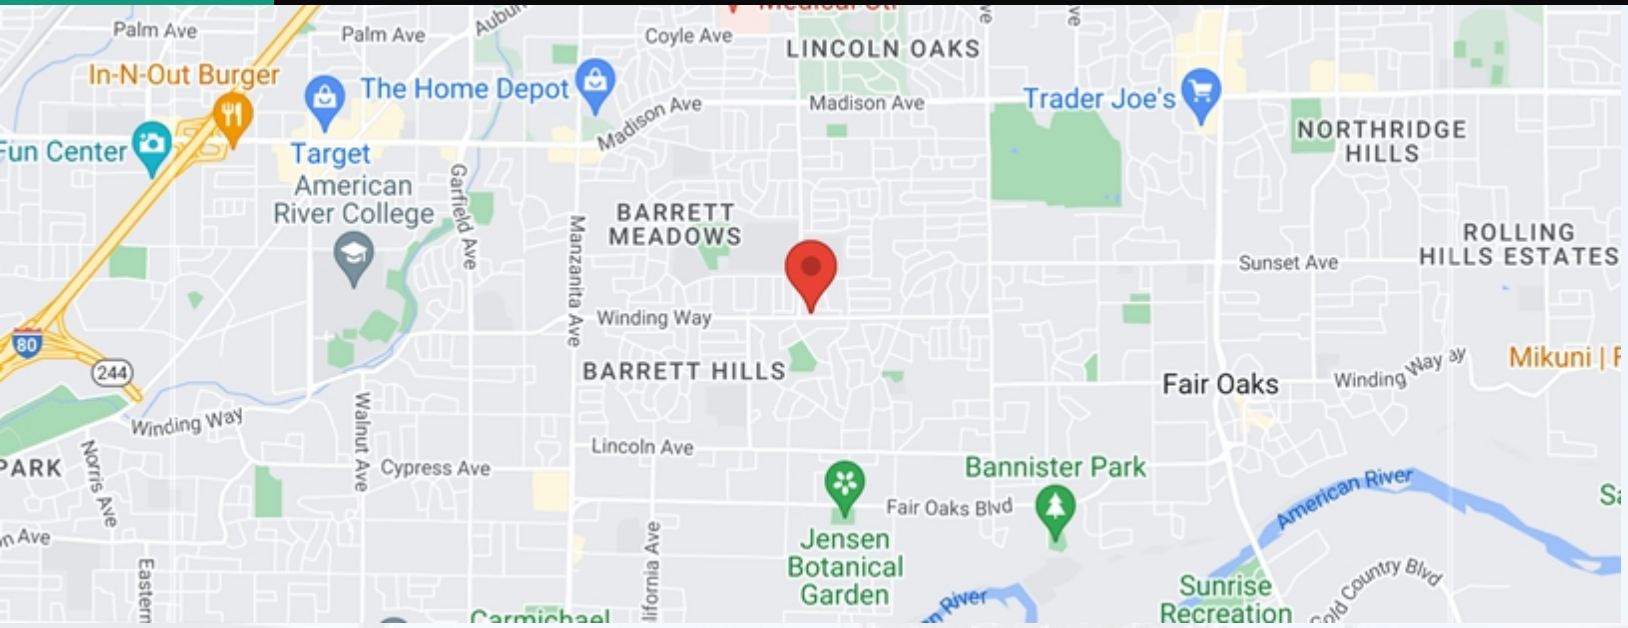 Palm Ave
Palm Ave
Coyle Ave
LINCOLN OAKS
In-N-Out Burger
The Home Depot
Madison Ave
Madison Ave
Trader Joe's
NORTHRIDGE
HILLS
Fun Center
Target
American
River College
Garfield Ave
BARRETT
MEADOWS
Manzanita Ave
ROLLING
HILLS ESTATES
Sunset Ave
Winding Way
80
244
BARRETT HILLS
Fair Oaks
Winding Way
Mikuni |
Winding Way
Walnut Ave
Lincoln Ave
PARK
Norris Ave
Cypress Ave
Bannister Park
American River
Fair Oaks Blvd
Jensen
Botanical
Garden
Ave
Eastern
Sunrise
Recreation
Country Blvd
River
Carmichael